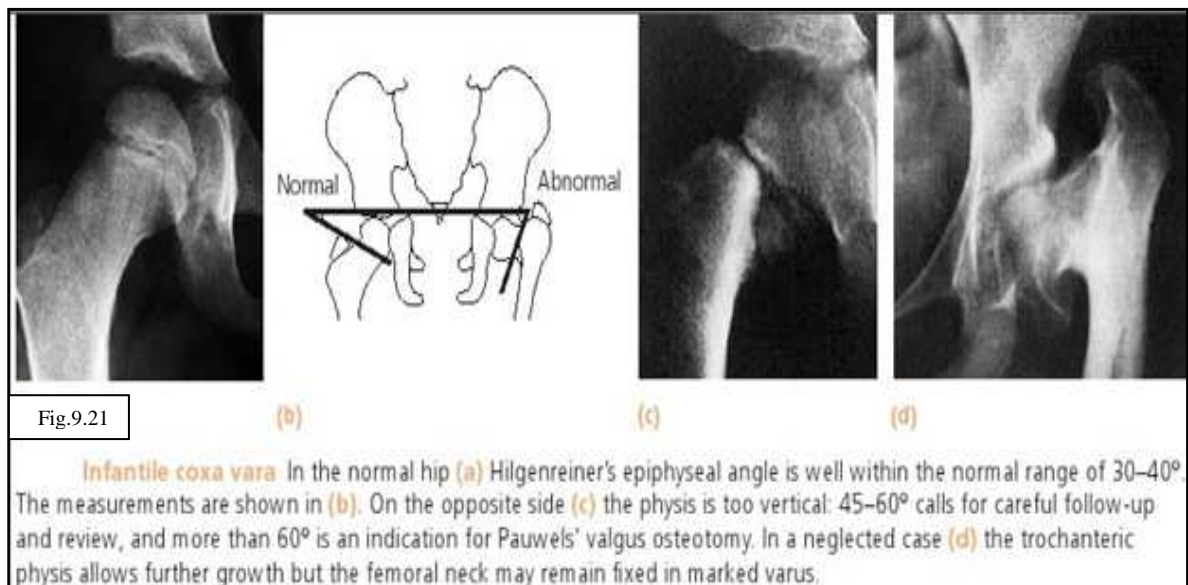 Normal
Abnormal
Fig.9.21
(b)
(c)
(d)
Infantile coxa vara In the normal hip (a) Hilgenreiner's epiphyseal angle is well within the normal range of 30–40º.
The measurements are shown in (b). On the opposite side (c) the physis is too vertical: 45–60º calls for careful follow-up
and review, and more than 60º is an indication for Pauwels' valgus osteotomy. In a neglected case (d) the trochanteric
physis allows further growth but the femoral neck may remain fixed in marked varus.